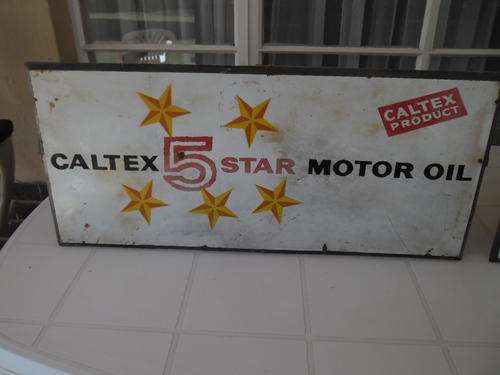 CALTEX
PRODUCT
CALTEX 5 STAR MOTOR OIL